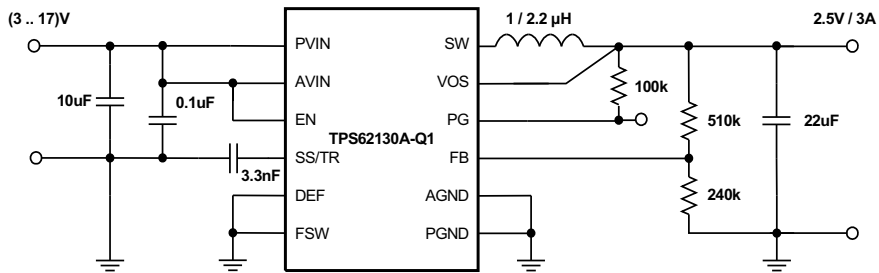 (3 .. 17)V
1 / 2.2 µH
2.5V / 3A
PVIN
SW
AVIN
VOS
10uF
0.1uF
100k
EN
PG
510k
22uF
TPS62130A-Q1
SS/TR
FB
3.3nF
DEF
AGND
240k
FSW
PGND